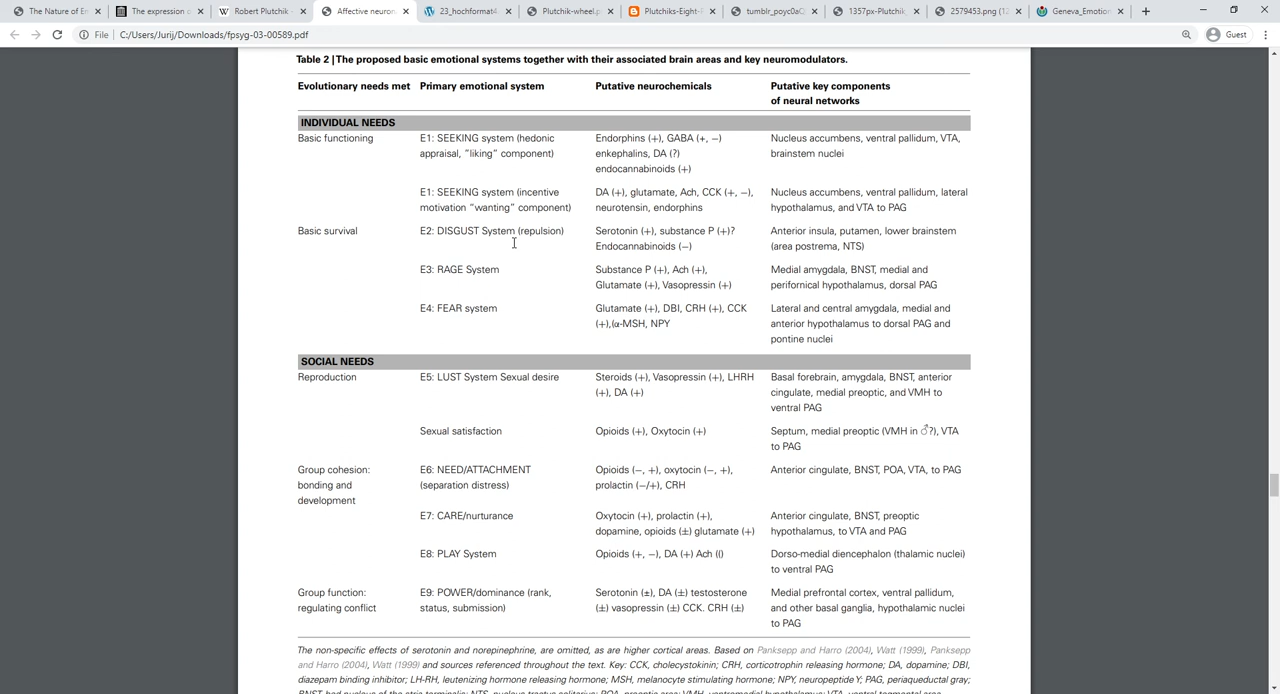 The Nature of E
The expression o
Robert Plutchik -
Affective neuron
23_hochformat4
Plutchik-wheel.p
Plutchiks-Eight-F
tumblr_poyc0aQ
1357px-Plutchik
2579453.png (12
Geneva_Emotion
File | C:/Users/Jurij/Downloads/fpsyg-03-00589.pdf
Guest
Table 2 | The proposed basic emotional systems together with their associated brain areas and key neuromodulators.
Evolutionary needs met Primary emotional system Putative neurochemicals Putative key components
of neural networks
INDIVIDUAL NEEDS
Basic functioning E1: SEEKING system (hedonic Endorphins (+), GABA (+, −) Nucleus accumbens, ventral pallidum, VTA,
appraisal, "liking" component) enkephalins, DA (?) brainstem nuclei
endocannabinoids (+)
E1: SEEKING system (incentive DA (+), glutamate, Ach, CCK (+, −), Nucleus accumbens, ventral pallidum, lateral
motivation "wanting" component) neurotensin, endorphins hypothalamus, and VTA to PAG
Basic survival E2: DISGUST System (repulsion) Serotonin (+), substance P (+)? Anterior insula, putamen, lower brainstem
Endocannabinoids (−) (area postrema, NTS)
E3: RAGE System Substance P (+), Ach (+), Medial amygdala, BNST, medial and
Glutamate (+), Vasopressin (+) perifornical hypothalamus, dorsal PAG
E4: FEAR system Glutamate (+), DBI, CRH (+), CCK Lateral and central amygdala, medial and
(+),(α-MSH, NPY anterior hypothalamus to dorsal PAG and
pontine nuclei
SOCIAL NEEDS
Reproduction E5: LUST System Sexual desire Steroids (+), Vasopressin (+), LHRH Basal forebrain, amygdala, BNST, anterior
(+), DA (+) cingulate, medial preoptic, and VMH to
ventral PAG
Sexual satisfaction Opioids (+), Oxytocin (+) Septum, medial preoptic (VMH in ♂?), VTA
to PAG
Group cohesion: E6: NEED/ATTACHMENT Opioids (−, +), oxytocin (−, +), Anterior cingulate, BNST, POA, VTA, to PAG
bonding and (separation distress) prolactin (−/+), CRH
development
E7: CARE/nurturance Oxytocin (+), prolactin (+), Anterior cingulate, BNST, preoptic
dopamine, opioids (±) glutamate (+) hypothalamus, to VTA and PAG
E8: PLAY System Opioids (+, −), DA (+) Ach (() Dorso-medial diencephalon (thalamic nuclei)
to ventral PAG
Group function: E9: POWER/dominance (rank, Serotonin (±), DA (±) testosterone Medial prefrontal cortex, ventral pallidum,
regulating conflict status, submission) (±) vasopressin (±) CCK. CRH (±) and other basal ganglia, hypothalamic nuclei
to PAG
The non-specific effects of serotonin and norepinephrine, are omitted, as are higher cortical areas. Based on Panksepp and Harro (2004), Watt (1999), Panksepp
and Harro (2004), Watt (1999) and sources referenced throughout the text. Key: CCK, cholecystokinin; CRH, corticotrophin releasing hormone; DA, dopamine; DBI,
diazepam binding inhibitor; LH-RH, leutenizing hormone releasing hormone; MSH, melanocyte stimulating hormone; NPY, neuropeptide Y; PAG, periaqueductal gray;